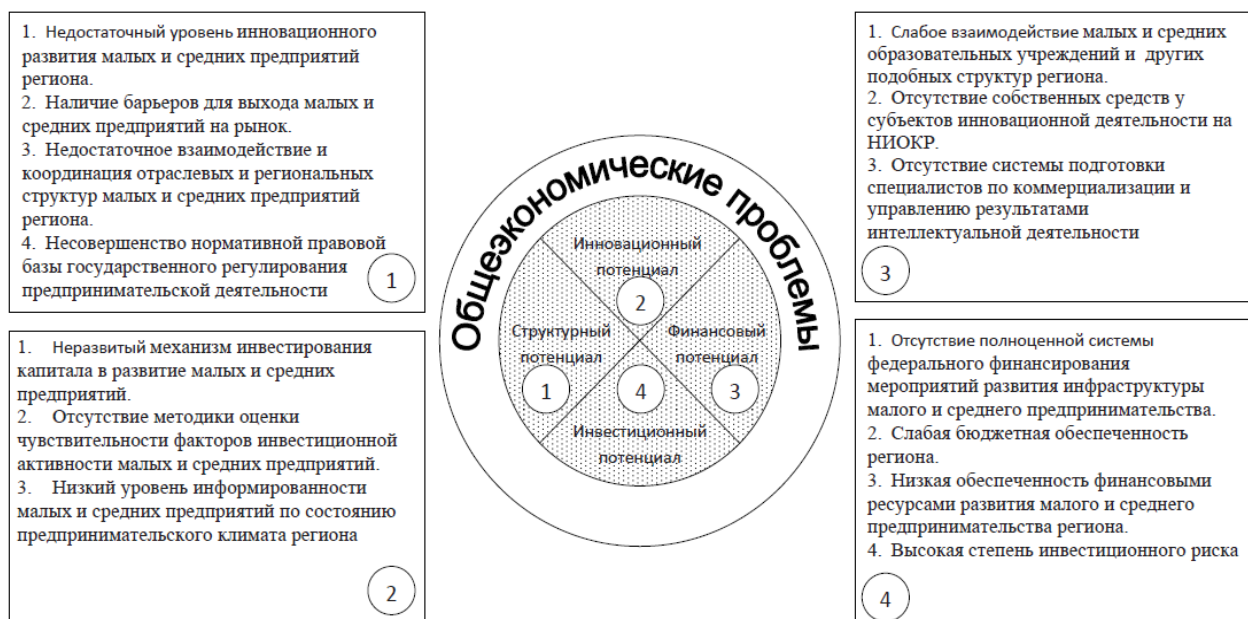 1. Недостаточный уровень инновационного
развития малых и средних предприятий
региона.
2. Наличие барьеров для выхода малых и
средних предприятий на рынок.
3. Недостаточное взаимодействие и
координация отраслевых и региональных
структур малых и средних предприятий
региона.
4. Несовершенство нормативной правовой
базы государственного регулирования
предпринимательской деятельности
1
1. Неразвитый механизм инвестирования
капитала в развитие малых и средних
предприятий.
2. Отсутствие методики оценки
чувствительности факторов инвестиционной
активности малых и средних предприятий.
3. Низкий уровень информированности
малых и средних предприятий по состоянию
предпринимательского климата региона
2
Общеэкономические проблемы
Инновационный
потенциал
2
Структурный
потенциал
1
Финансовый
потенциал
3
4
Инвестиционный
потенциал
1. Слабое взаимодействие малых и средних
образовательных учреждений и других
подобных структур региона.
2. Отсутствие собственных средств у
субъектов инновационной деятельности на
НИОКР.
3. Отсутствие системы подготовки
специалистов по коммерциализации и
управлению результатами
интеллектуальной деятельности
3
1. Отсутствие полноценной системы
федерального финансирования
мероприятий развития инфраструктуры
малого и среднего предпринимательства.
2. Слабая бюджетная обеспеченность
региона.
3. Низкая обеспеченность финансовыми
ресурсами развития малого и среднего
предпринимательства региона.
4. Высокая степень инвестиционного риска
4